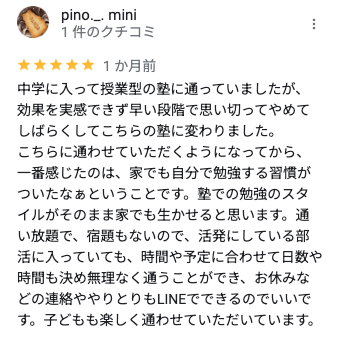 pino._. mini
1 件のクチコミ
1 か月前
中学に入って授業型の塾に通っていましたが、
効果を実感できず早い段階で思い切ってやめて
しばらくしてこちらの塾に変わりました。
こちらに通わせていただくようになってから、
一番感じたのは、家でも自分で勉強する習慣が
ついたなぁということです。塾での勉強のスタ
イルがそのまま家でも生かせると思います。通
い放題で、宿題もないので、活発にしている部
活に入っていても、時間や予定に合わせて日数や
時間も決め無理なく通うことができ、お休みな
どの連絡ややりとりもLINEでできるのでいいで
す。子どもも楽しく通わせていただいています。